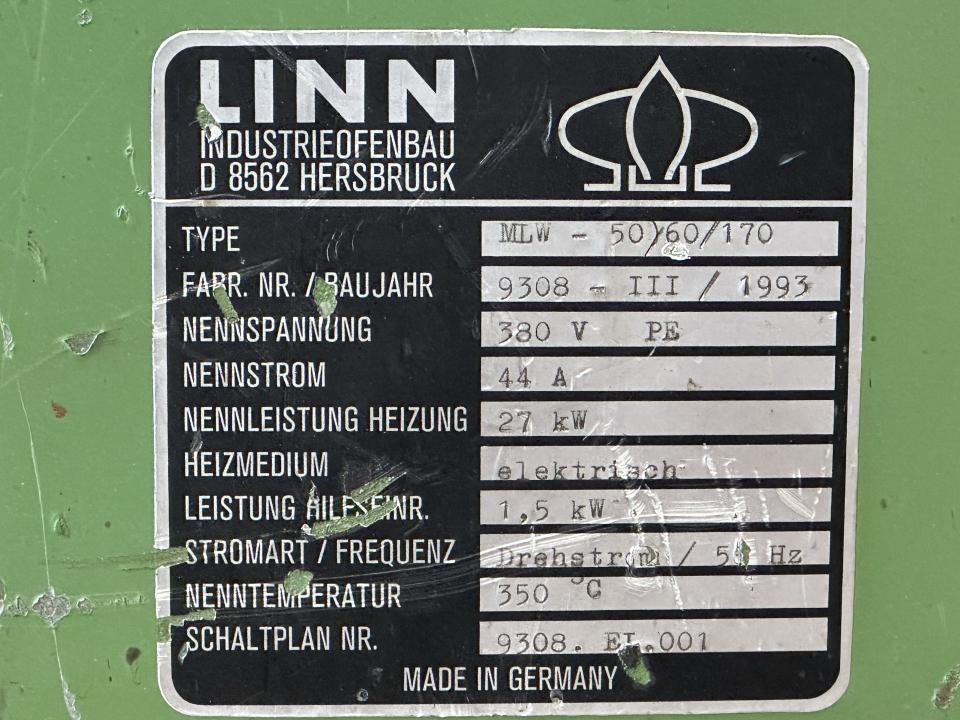 LINN
INDUSTRIEOFENBAU
D 8562 HERSBRUCK
TYPE MLW - 50/60/170
FABR. NR. / BAUJAHR 9308 - III / 1993
NENNSPANNUNG 380 V PE
NENNSTROM 44 A
NENNLEISTUNG HEIZUNG 27 kW
HEIZMEDIUM elektrisch
LEISTUNG HILFSEINR. 1,5 kW
STROMART / FREQUENZ Drehstrom / 50 Hz
NENNTEMPERATUR 350 °C
SCHALTPLAN NR. 9308. EL.001
MADE IN GERMANY